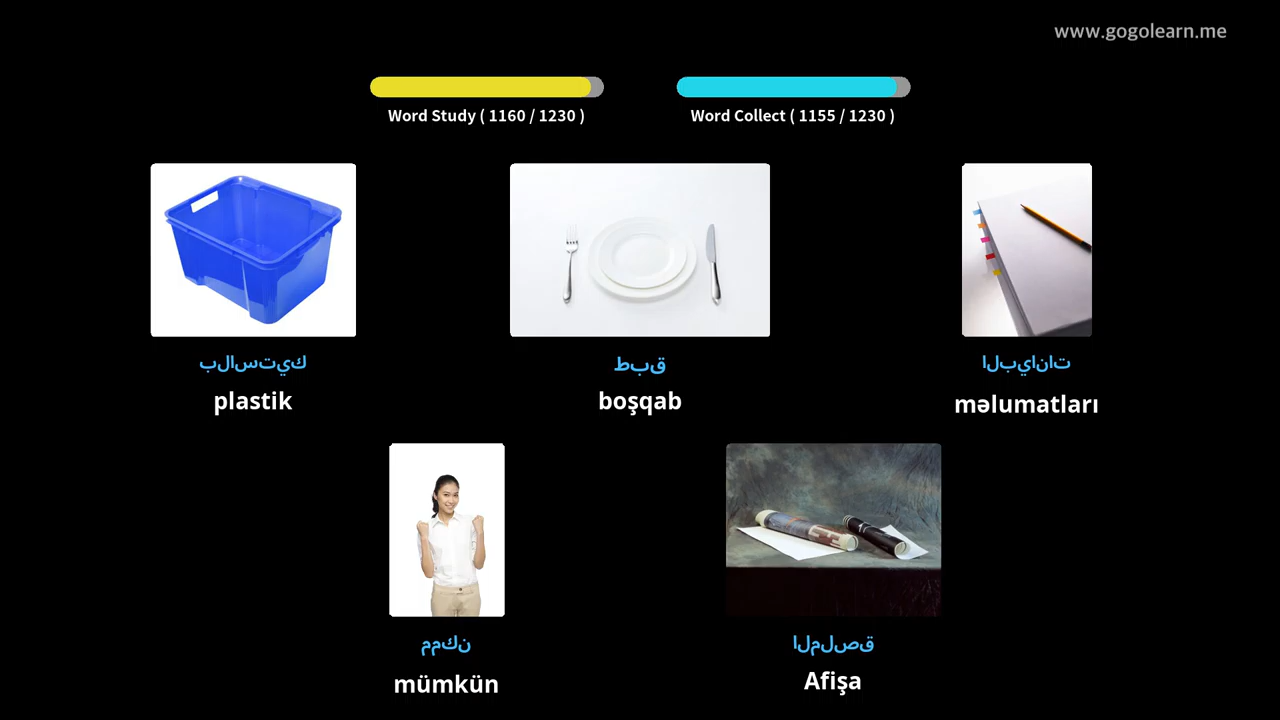 www.gogolearn.me
Word Study ( 1160 / 1230 )
Word Collect ( 1155 / 1230 )
بلاستيك
طبق
البيانات
plastik
boşqab
məlumatları
ممكن
الملصق
mümkün
Afişa